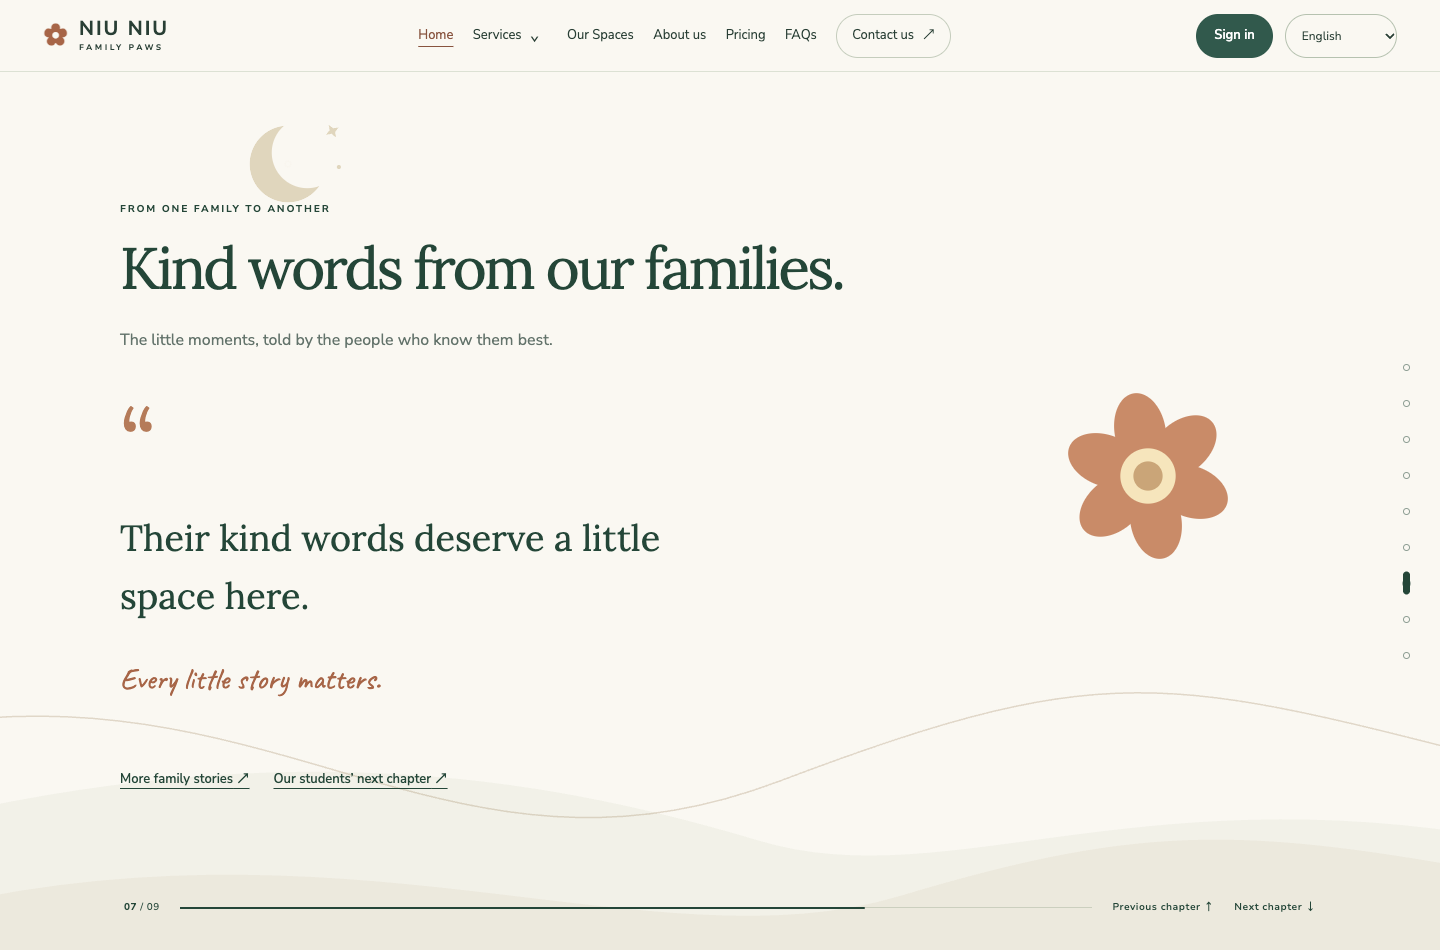 NIU NIU
FAMILY PAWS
Home
Services
Our Spaces
About us
Pricing
FAQs
Contact us ↗
Sign in
English
FROM ONE FAMILY TO ANOTHER
Kind words from our families.
The little moments, told by the people who know them best.
“
Their kind words deserve a little
space here.
Every little story matters.
More family stories ↗
Our students’ next chapter ↗
07 / 09
Previous chapter ↑
Next chapter ↓